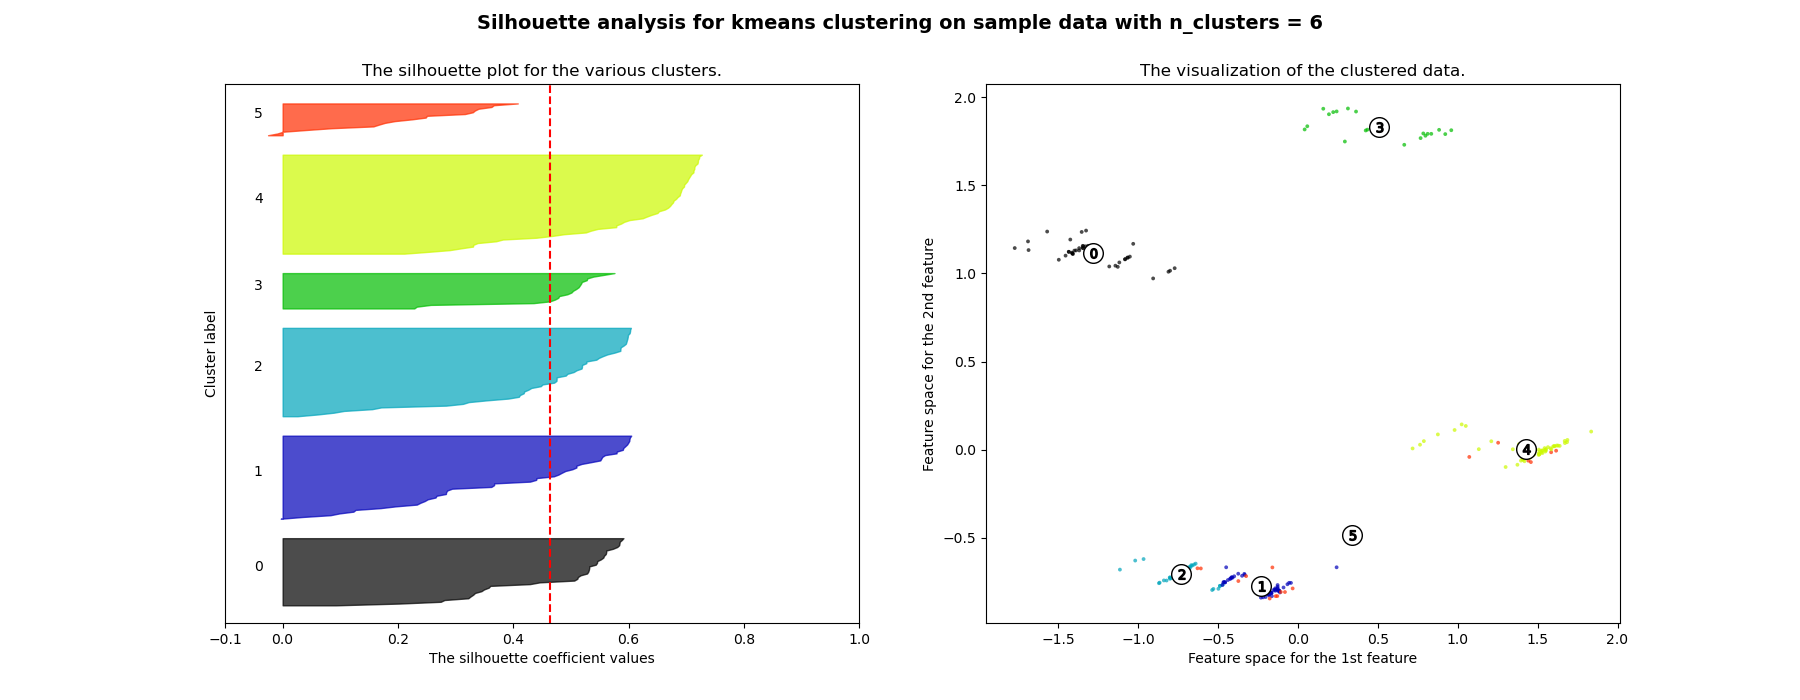 Silhouette analysis for kmeans clustering on sample data with n_clusters = 6
The silhouette plot for the various clusters.
5
4
3
2
1
0
Cluster label
−0.1 0.0 0.2 0.4 0.6 0.8 1.0
The silhouette coefficient values
The visualization of the clustered data.
2.0
1.5
1.0
0.5
0.0
−0.5
Feature space for the 2nd feature
3
0
4
5
2
1
−1.5 −1.0 −0.5 0.0 0.5 1.0 1.5 2.0
Feature space for the 1st feature